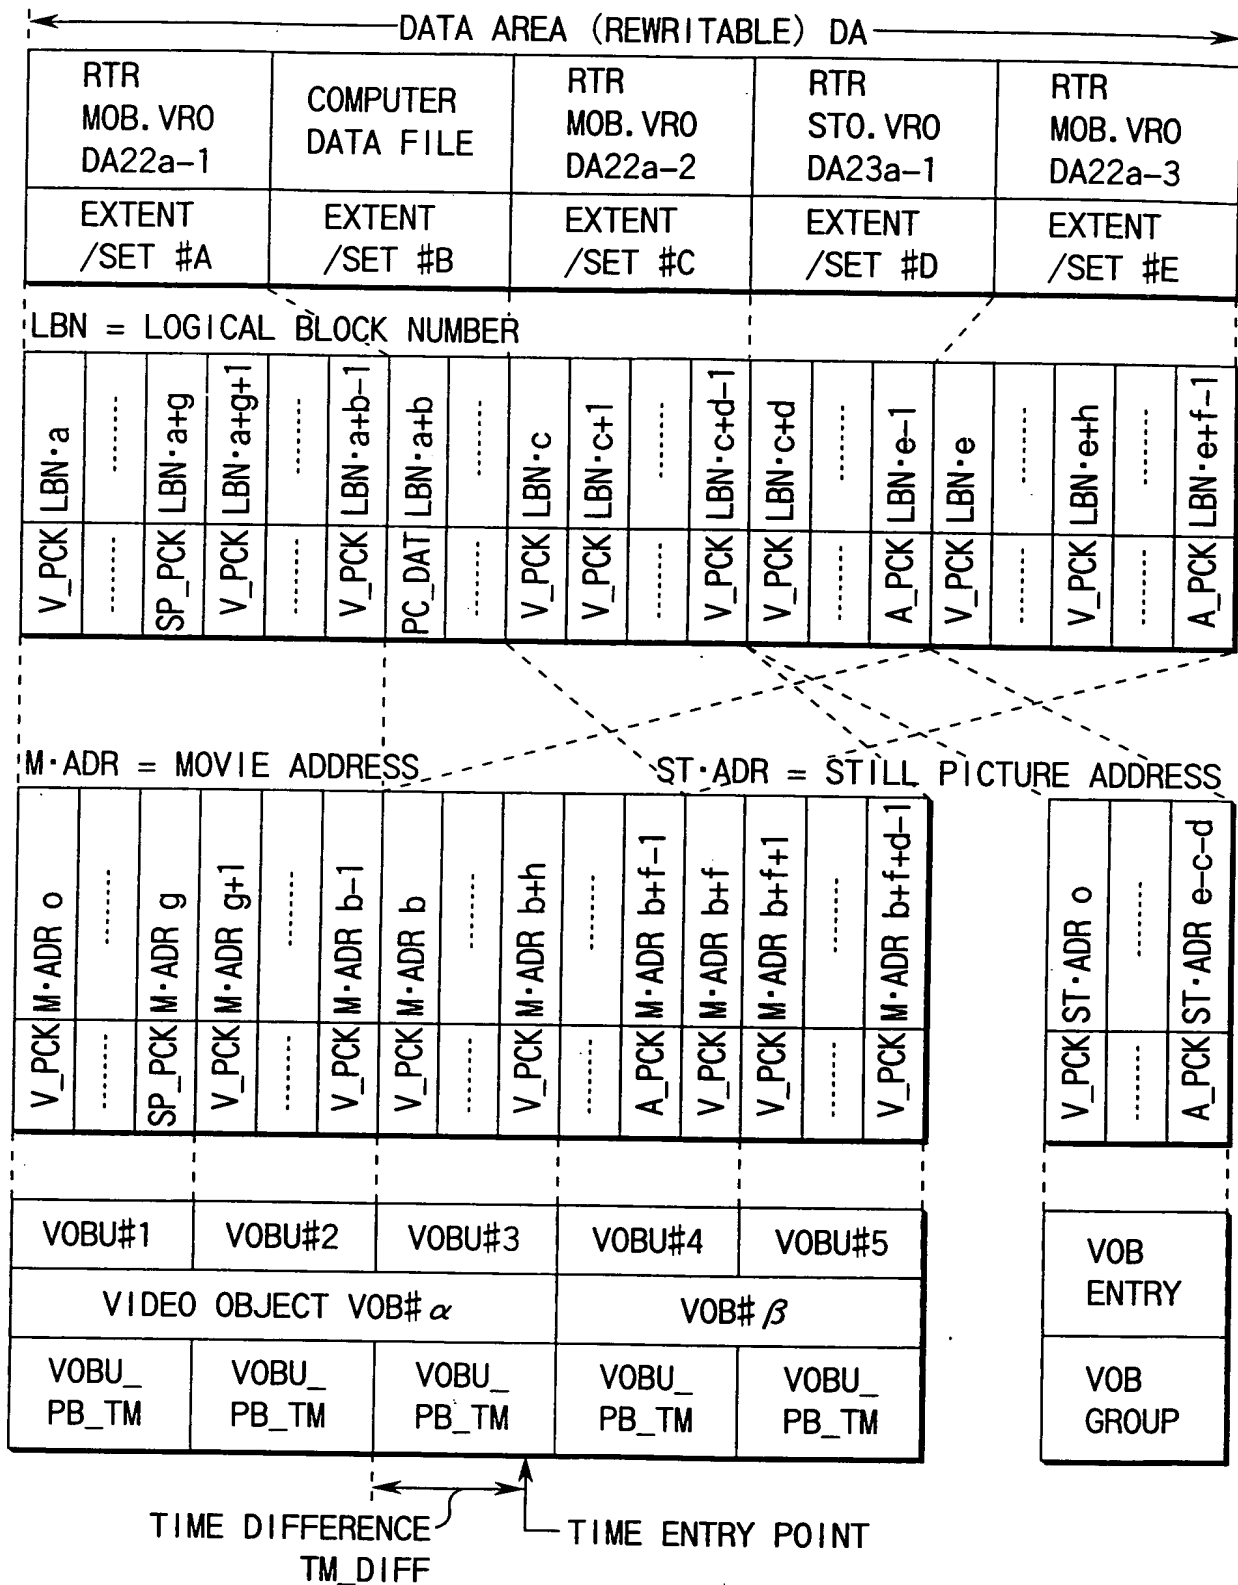 DATA AREA (REWRITABLE) DA
RTR MOB.VRO DA22a-1
COMPUTER DATA FILE
RTR MOB.VRO DA22a-2
RTR STO.VRO DA23a-1
RTR MOB.VRO DA22a-3
EXTENT /SET #A
EXTENT /SET #B
EXTENT /SET #C
EXTENT /SET #D
EXTENT /SET #E
LBN = LOGICAL BLOCK NUMBER
V_PCK LBN·a
SP_PCK LBN·a+g
V_PCK LBN·a+g+1
V_PCK LBN·a+b-1
PC_DAT LBN·a+b
V_PCK LBN·c
V_PCK LBN·c+1
V_PCK LBN·c+d-1
V_PCK LBN·c+d
A_PCK LBN·e-1
V_PCK LBN·e
V_PCK LBN·e+h
A_PCK LBN·e+f-1
M·ADR = MOVIE ADDRESS
ST·ADR = STILL PICTURE ADDRESS
V_PCK M·ADR o
SP_PCK M·ADR g
V_PCK M·ADR g+1
V_PCK M·ADR b-1
V_PCK M·ADR b
V_PCK M·ADR b+h
A_PCK M·ADR b+f-1
V_PCK M·ADR b+f
V_PCK M·ADR b+f+1
V_PCK M·ADR b+f+d-1
V_PCK ST·ADR o
A_PCK ST·ADR e-c-d
VOBU#1
VOBU#2
VOBU#3
VOBU#4
VOBU#5
VIDEO OBJECT VOB#α
VOB#β
VOBU_ PB_TM
VOBU_ PB_TM
VOBU_ PB_TM
VOBU_ PB_TM
VOBU_ PB_TM
VOB ENTRY
VOB GROUP
TIME DIFFERENCE TM_DIFF
TIME ENTRY POINT